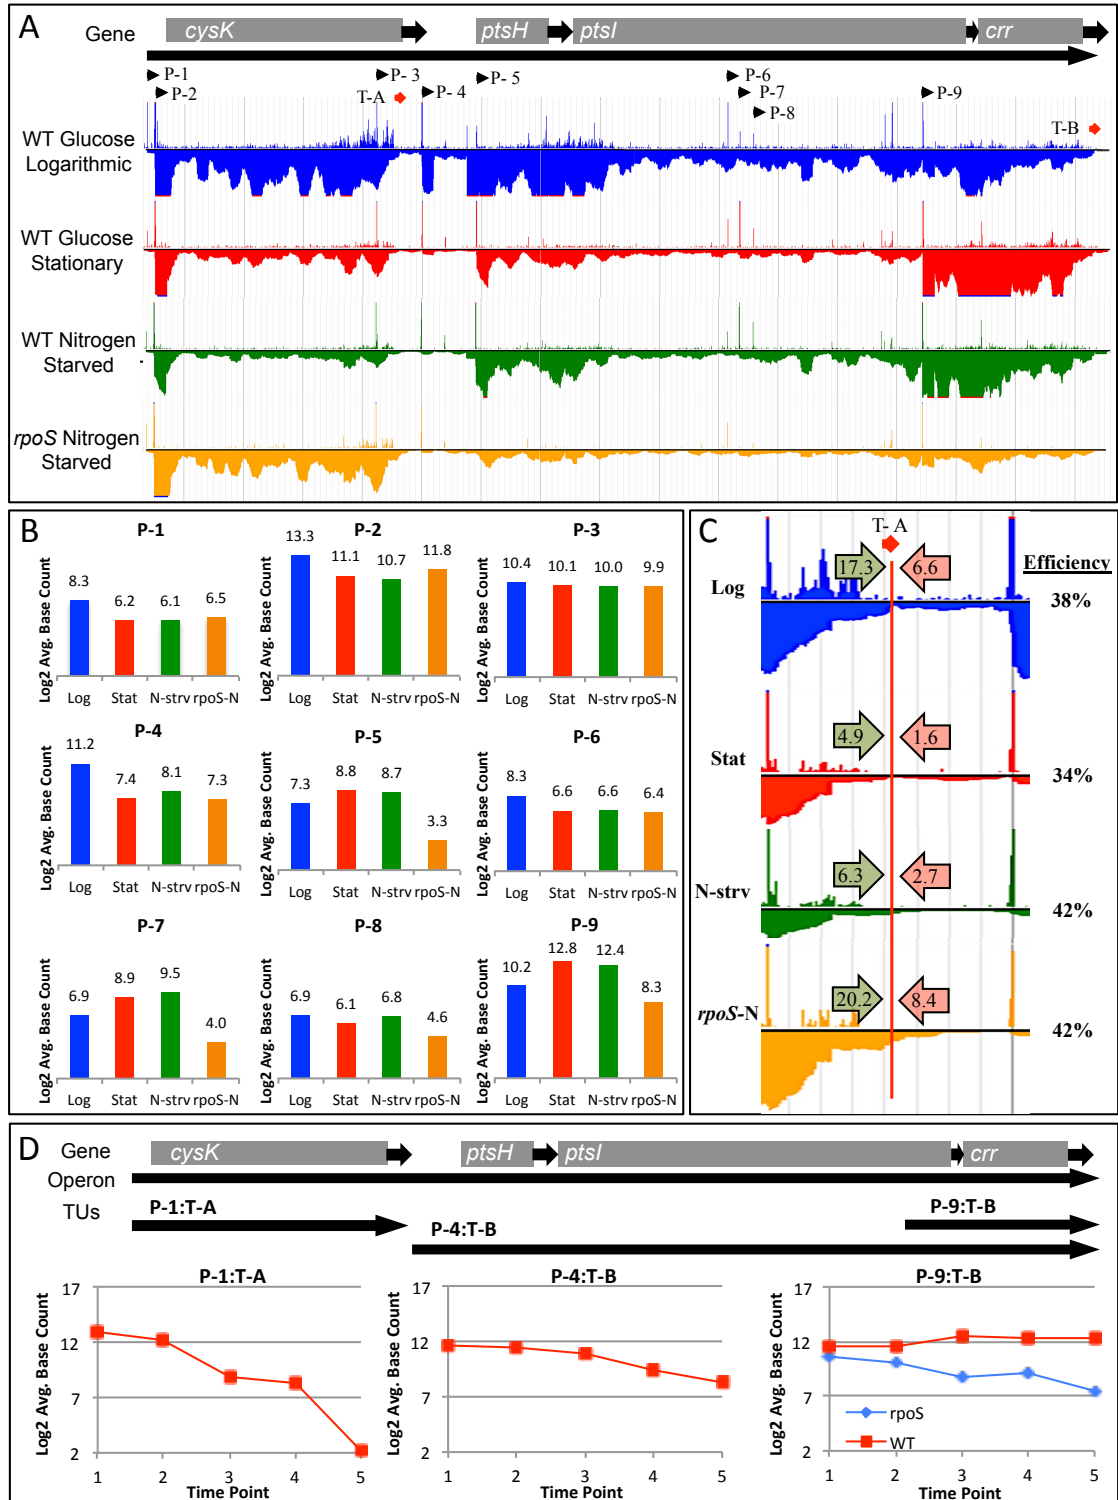 A
Gene
cysK
ptsH
ptsI
crr
P-1
P-2
P- 3
T-A
P- 4
P- 5
P-6
P-7
P-8
P-9
T-B
WT Glucose
Logarithmic
WT Glucose
Stationary
WT Nitrogen
Starved
rpoS Nitrogen
Starved
B
P-1
Log2 Avg. Base Count
8.3
6.2
6.1
6.5
Log
Stat
N-strv
rpoS-N
P-2
Log2 Avg. Base Count
13.3
11.1
10.7
11.8
Log
Stat
N-strv
rpoS-N
P-3
Log2 Avg. Base Count
10.4
10.1
10.0
9.9
Log
Stat
N-strv
rpoS-N
P-4
Log2 Avg. Base Count
11.2
7.4
8.1
7.3
Log
Stat
N-strv
rpoS-N
P-5
Log2 Avg. Base Count
7.3
8.8
8.7
3.3
Log
Stat
N-strv
rpoS-N
P-6
Log2 Avg. Base Count
8.3
6.6
6.6
6.4
Log
Stat
N-strv
rpoS-N
P-7
Log2 Avg. Base Count
6.9
8.9
9.5
4.0
Log
Stat
N-strv
rpoS-N
P-8
Log2 Avg. Base Count
6.9
6.1
6.8
4.6
Log
Stat
N-strv
rpoS-N
P-9
Log2 Avg. Base Count
10.2
12.8
12.4
8.3
Log
Stat
N-strv
rpoS-N
C
T- A
Efficiency
Log
17.3
6.6
38%
Stat
4.9
1.6
34%
N-strv
6.3
2.7
42%
rpoS-N
20.2
8.4
42%
D
Gene
cysK
ptsH
ptsI
crr
Operon
TUs
P-1:T-A
P-4:T-B
P-9:T-B
P-1:T-A
Log2 Avg. Base Count
17
12
7
2
1 2 3 4 5
Time Point
P-4:T-B
Log2 Avg. Base Count
17
12
7
2
1 2 3 4 5
Time Point
P-9:T-B
Log2 Avg. Base Count
17
12
7
2
rpoS
WT
1 2 3 4 5
Time Point